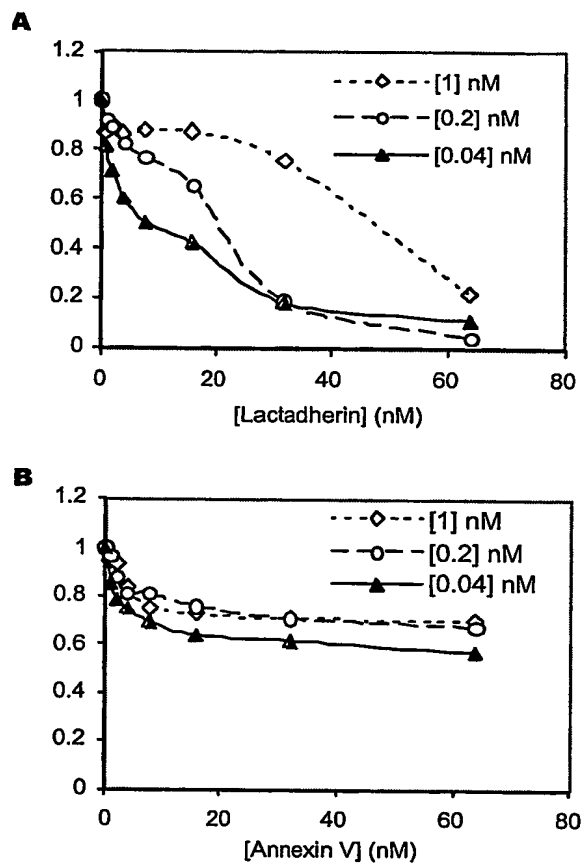 A
1.2
[1] nM
1
[0.2] nM
0.8
[0.04] nM
0.6
0.4
0.2
0
0 20 40 60 80
[Lactadherin] (nM)
B
1.2
[1] nM
1
[0.2] nM
0.8
[0.04] nM
0.6
0.4
0.2
0
0 20 40 60 80
[Annexin V] (nM)